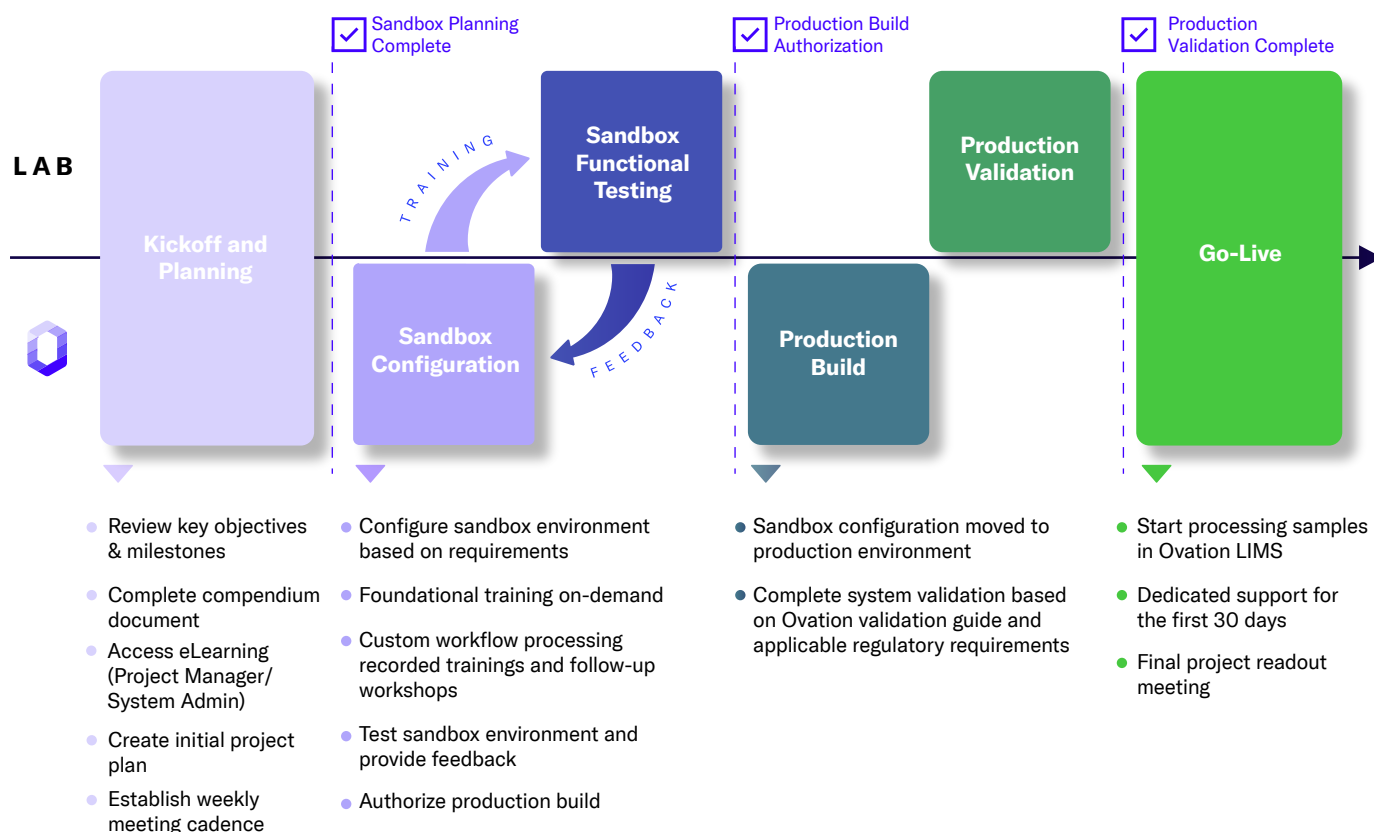 Sandbox Planning
Complete
Production Build
Authorization
Production
Validation Complete
LAB
Kickoff and
Planning
TRAINING
Sandbox
Functional
Testing
Sandbox
Configuration
FEEDBACK
Production
Build
Production
Validation
Go-Live
Review key objectives
& milestones
Complete compendium
document
Access eLearning
(Project Manager/
System Admin)
Create initial project
plan
Establish weekly
meeting cadence
Configure sandbox environment
based on requirements
Foundational training on-demand
Custom workflow processing
recorded trainings and follow-up
workshops
Test sandbox environment and
provide feedback
Authorize production build
Sandbox configuration moved to
production environment
Complete system validation based
on Ovation validation guide and
applicable regulatory requirements
Start processing samples
in Ovation LIMS
Dedicated support for
the first 30 days
Final project readout
meeting